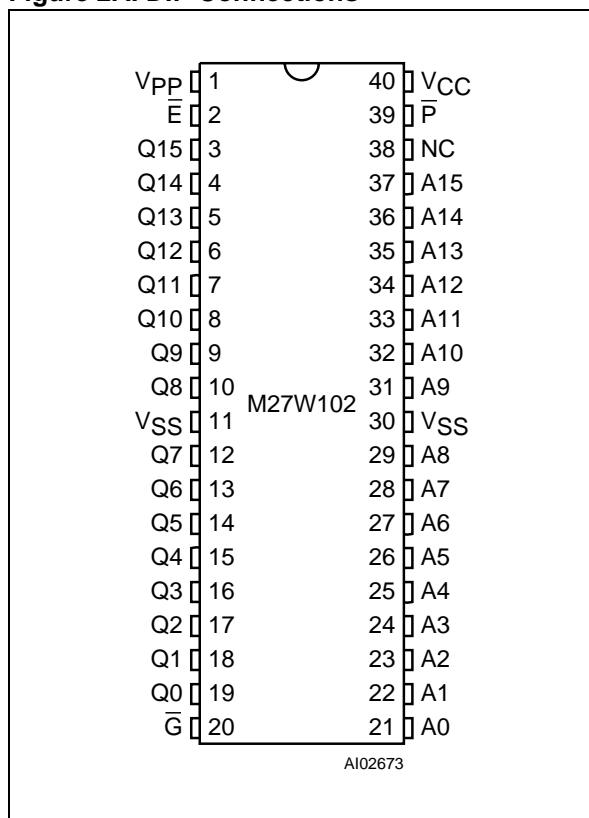 VPP 1 40 VCC
E̅ 2 39 P̅
Q15 3 38 NC
Q14 4 37 A15
Q13 5 36 A14
Q12 6 35 A13
Q11 7 34 A12
Q10 8 33 A11
Q9 9 32 A10
Q8 10 31 A9
M27W102
VSS 11 30 VSS
Q7 12 29 A8
Q6 13 28 A7
Q5 14 27 A6
Q4 15 26 A5
Q3 16 25 A4
Q2 17 24 A3
Q1 18 23 A2
Q0 19 22 A1
G̅ 20 21 A0
AI02673